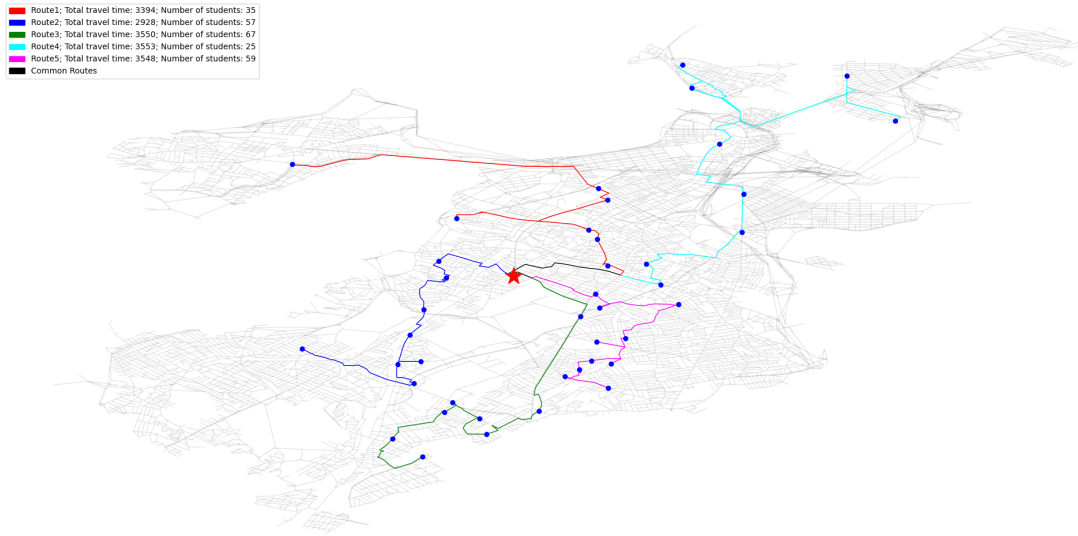 Route1; Total travel time: 3394; Number of students: 35
Route2; Total travel time: 2928; Number of students: 57
Route3; Total travel time: 3550; Number of students: 67
Route4; Total travel time: 3553; Number of students: 25
Route5; Total travel time: 3548; Number of students: 59
Common Routes